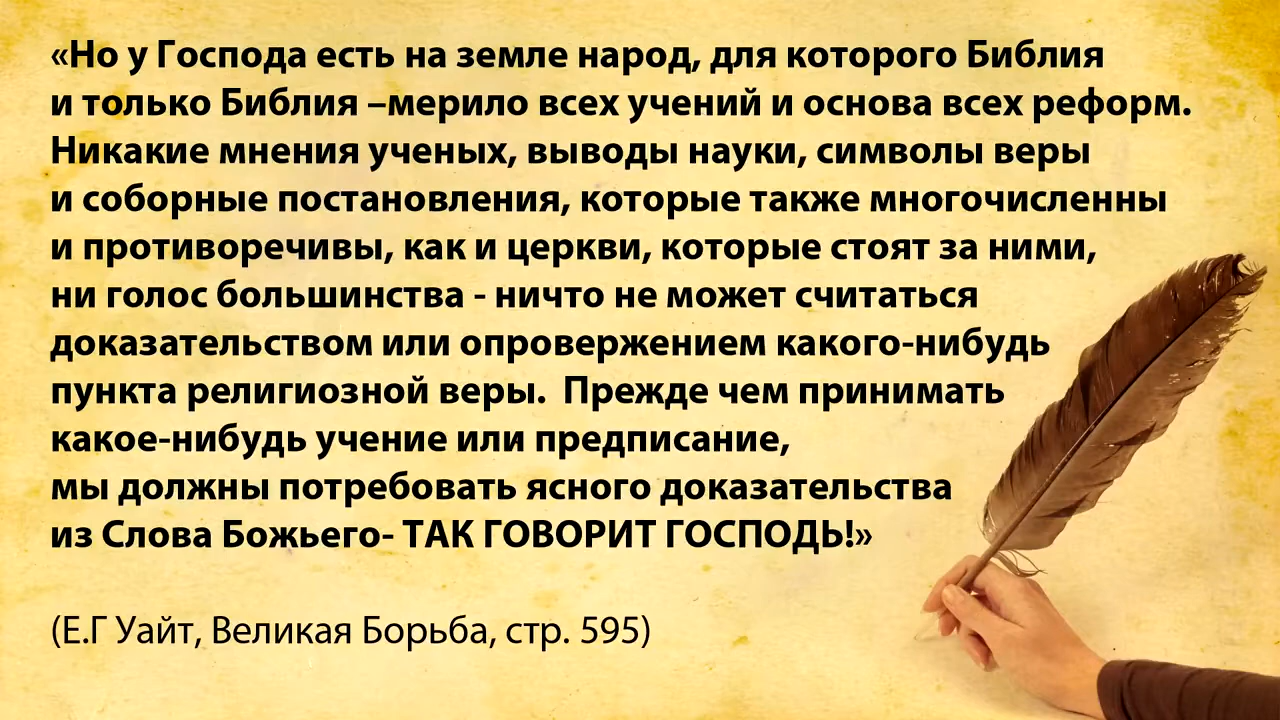 «Но у Господа есть на земле народ, для которого Библия
и только Библия –мерило всех учений и основа всех реформ.
Никакие мнения ученых, выводы науки, символы веры
и соборные постановления, которые также многочисленны
и противоречивы, как и церкви, которые стоят за ними,
ни голос большинства - ничто не может считаться
доказательством или опровержением какого-нибудь
пункта религиозной веры.  Прежде чем принимать
какое-нибудь учение или предписание,
мы должны потребовать ясного доказательства
из Слова Божьего- ТАК ГОВОРИТ ГОСПОДЬ!»
(Е.Г Уайт, Великая Борьба, стр. 595)